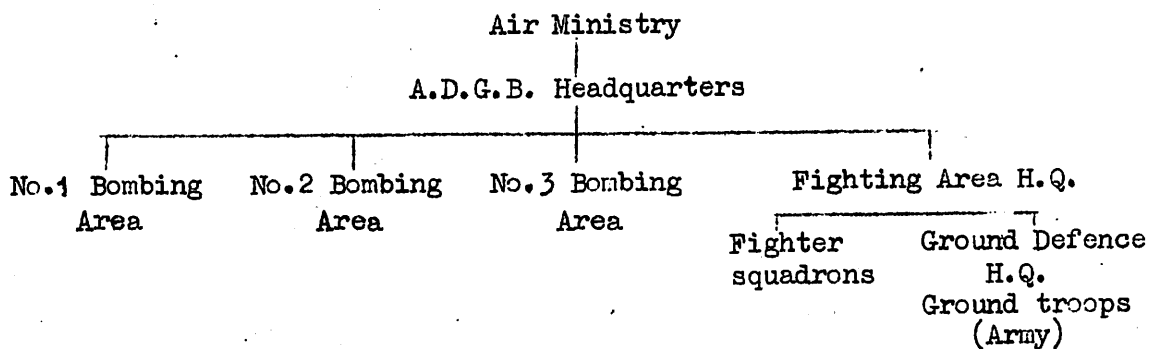 Air Ministry
A.D.G.B. Headquarters
No.1 Bombing Area
No.2 Bombing Area
No.3 Bombing Area
Fighting Area H.Q.
Fighter squadrons
Ground Defence H.Q.
Ground troops (Army)